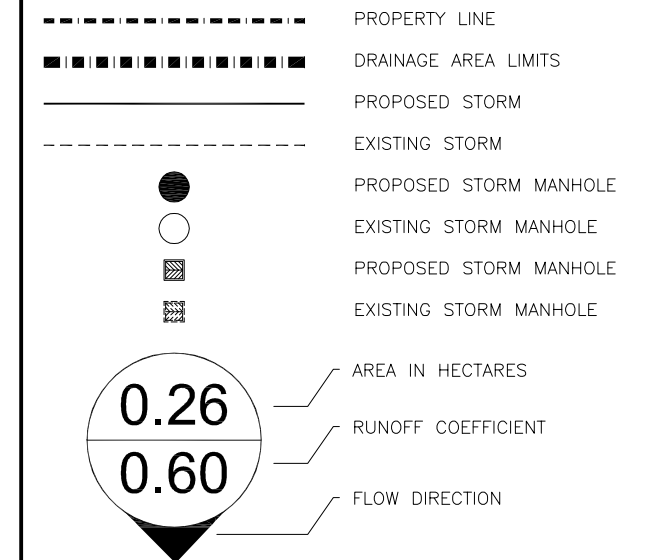 PROPERTY LINE
DRAINAGE AREA LIMITS
PROPOSED STORM
EXISTING STORM
PROPOSED STORM MANHOLE
EXISTING STORM MANHOLE
PROPOSED STORM MANHOLE
EXISTING STORM MANHOLE
AREA IN HECTARES
0.26
RUNOFF COEFFICIENT
0.60
FLOW DIRECTION